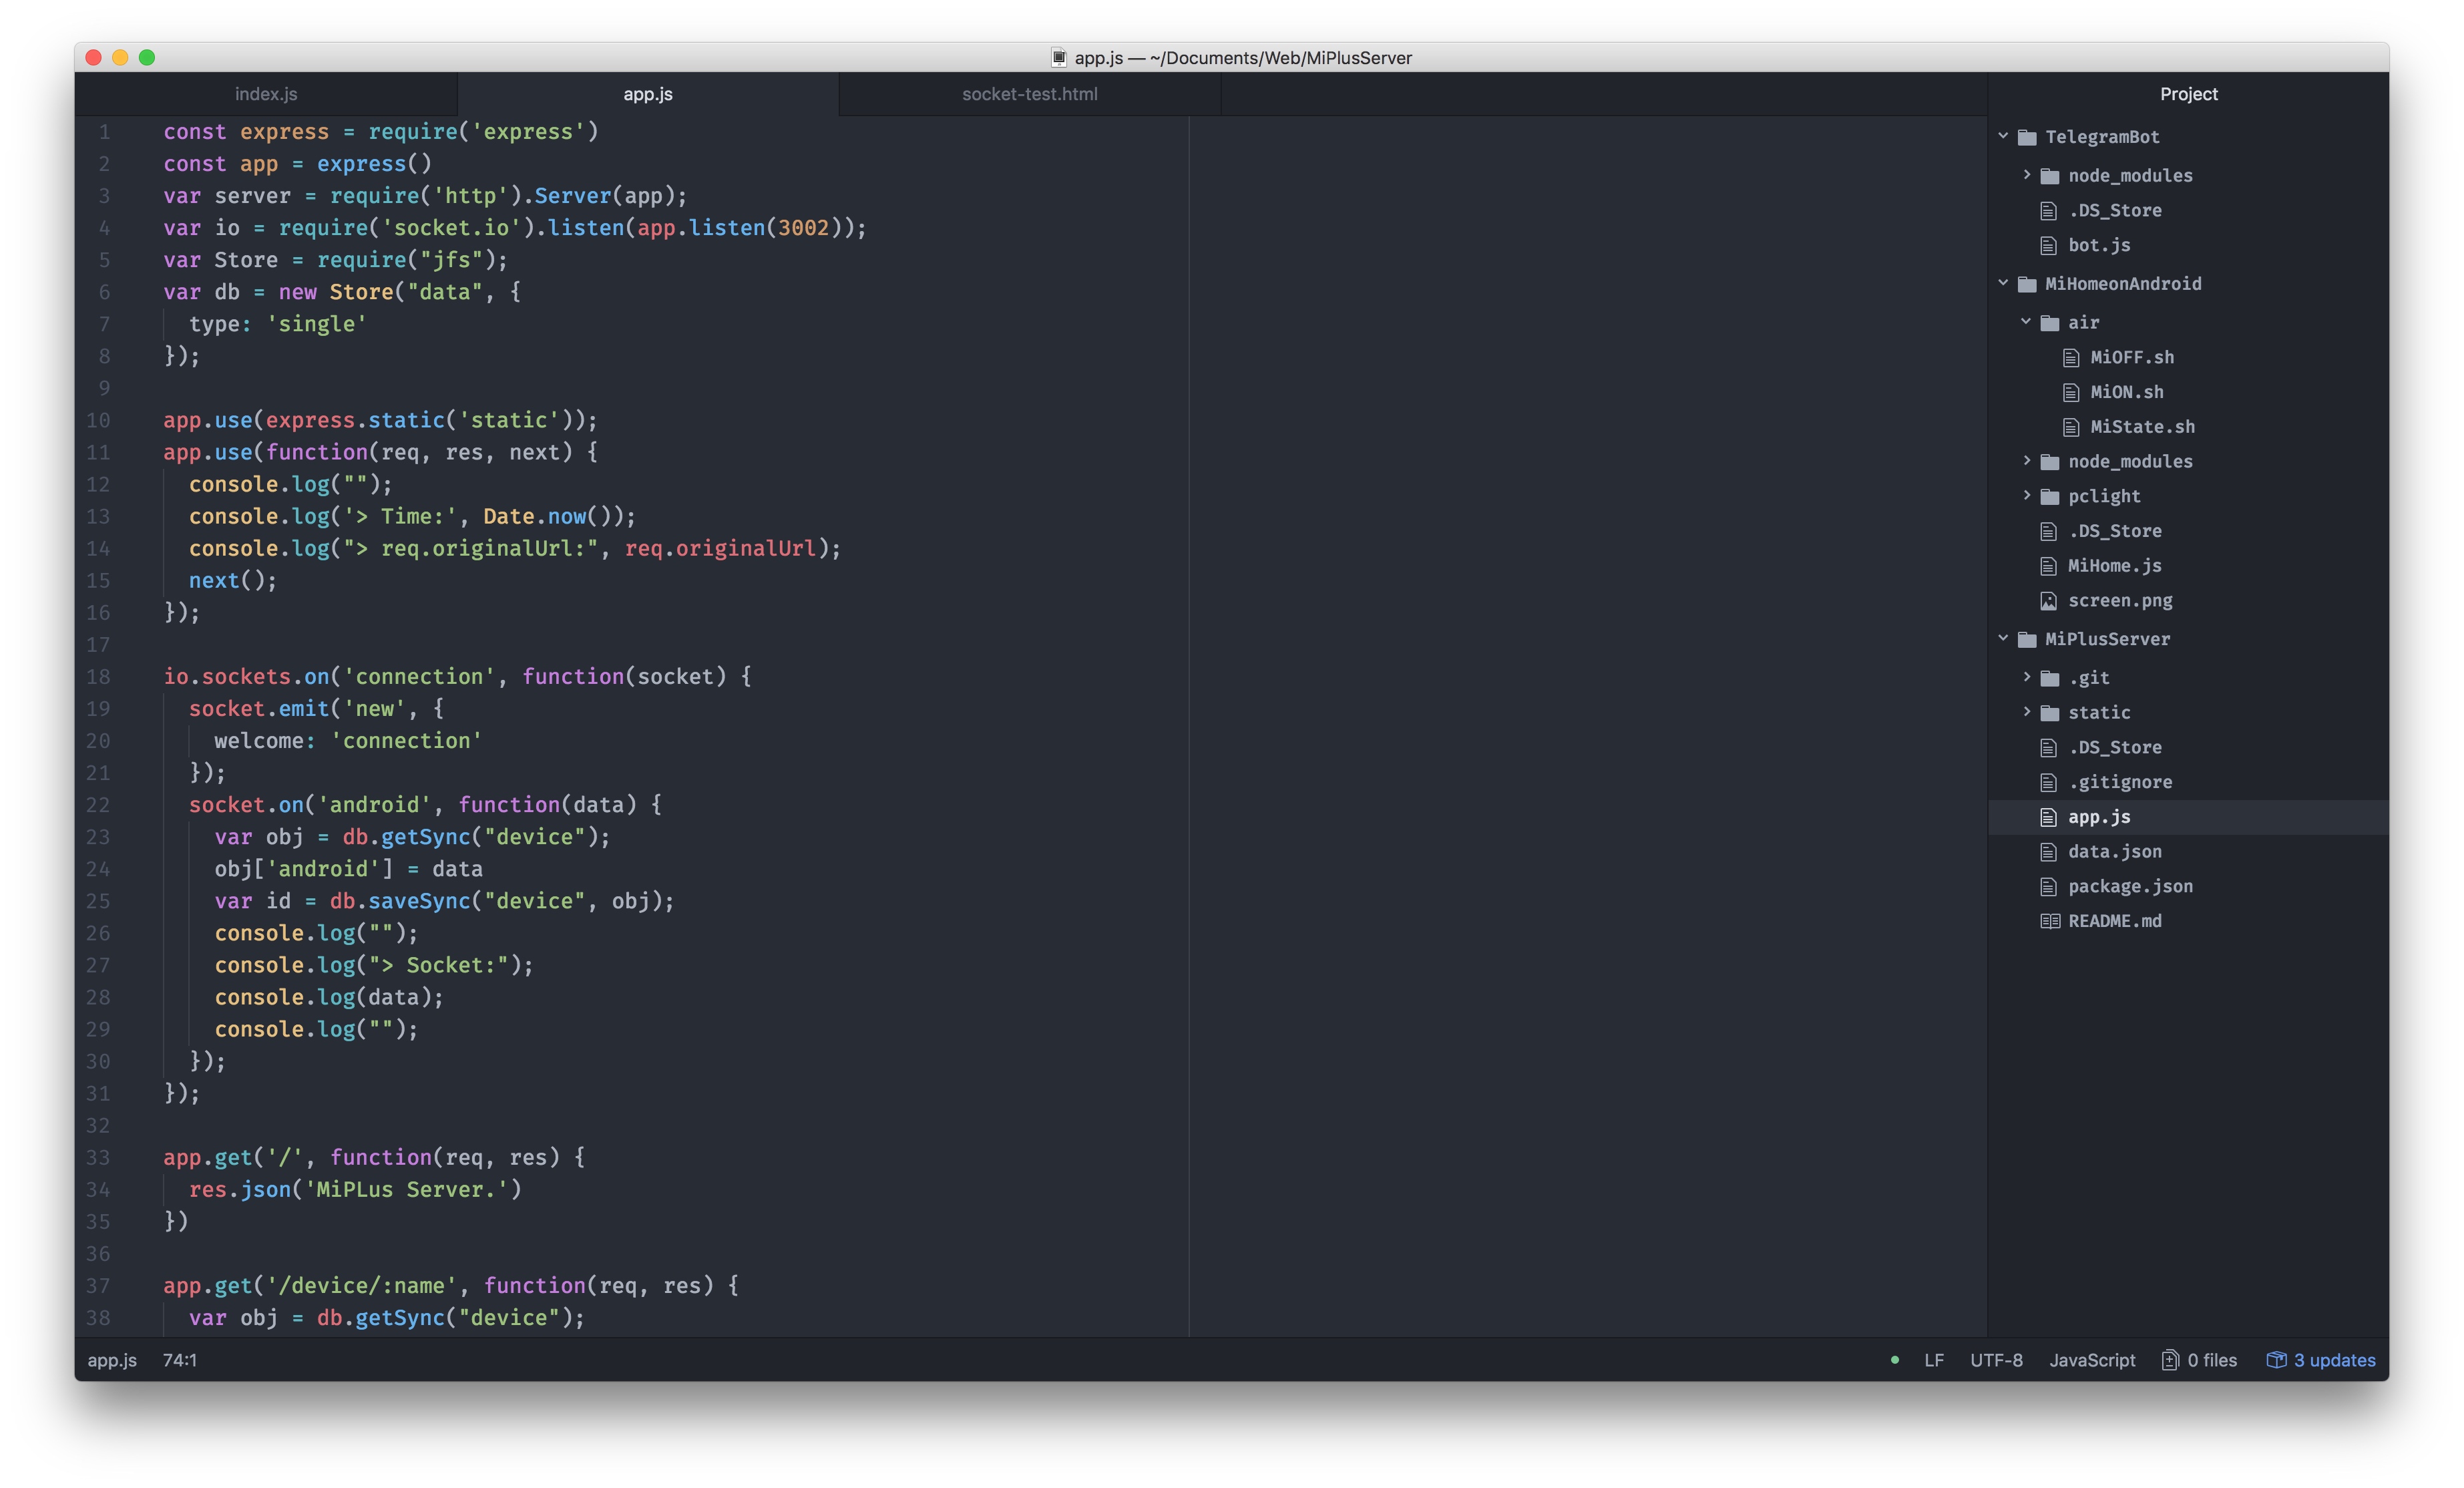 app.js — ~/Documents/Web/MiPlusServer
index.js
app.js
socket-test.html
Project
1 const express = require('express')
2 const app = express()
3 var server = require('http').Server(app);
4 var io = require('socket.io').listen(app.listen(3002));
5 var Store = require("jfs");
6 var db = new Store("data", {
7   type: 'single'
8 });
9
10 app.use(express.static('static'));
11 app.use(function(req, res, next) {
12   console.log("");
13   console.log('> Time:', Date.now());
14   console.log("> req.originalUrl:", req.originalUrl);
15   next();
16 });
17
18 io.sockets.on('connection', function(socket) {
19   socket.emit('new', {
20     welcome: 'connection'
21   });
22   socket.on('android', function(data) {
23     var obj = db.getSync("device");
24     obj['android'] = data
25     var id = db.saveSync("device", obj);
26     console.log("");
27     console.log("> Socket:");
28     console.log(data);
29     console.log("");
30   });
31 });
32
33 app.get('/', function(req, res) {
34   res.json('MiPLus Server.')
35 })
36
37 app.get('/device/:name', function(req, res) {
38   var obj = db.getSync("device");
TelegramBot
node_modules
.DS_Store
bot.js
MiHomeonAndroid
air
MiOFF.sh
MiON.sh
MiState.sh
node_modules
pclight
.DS_Store
MiHome.js
screen.png
MiPlusServer
.git
static
.DS_Store
.gitignore
app.js
data.json
package.json
README.md
app.js 74:1 LF UTF-8 JavaScript 0 files 3 updates